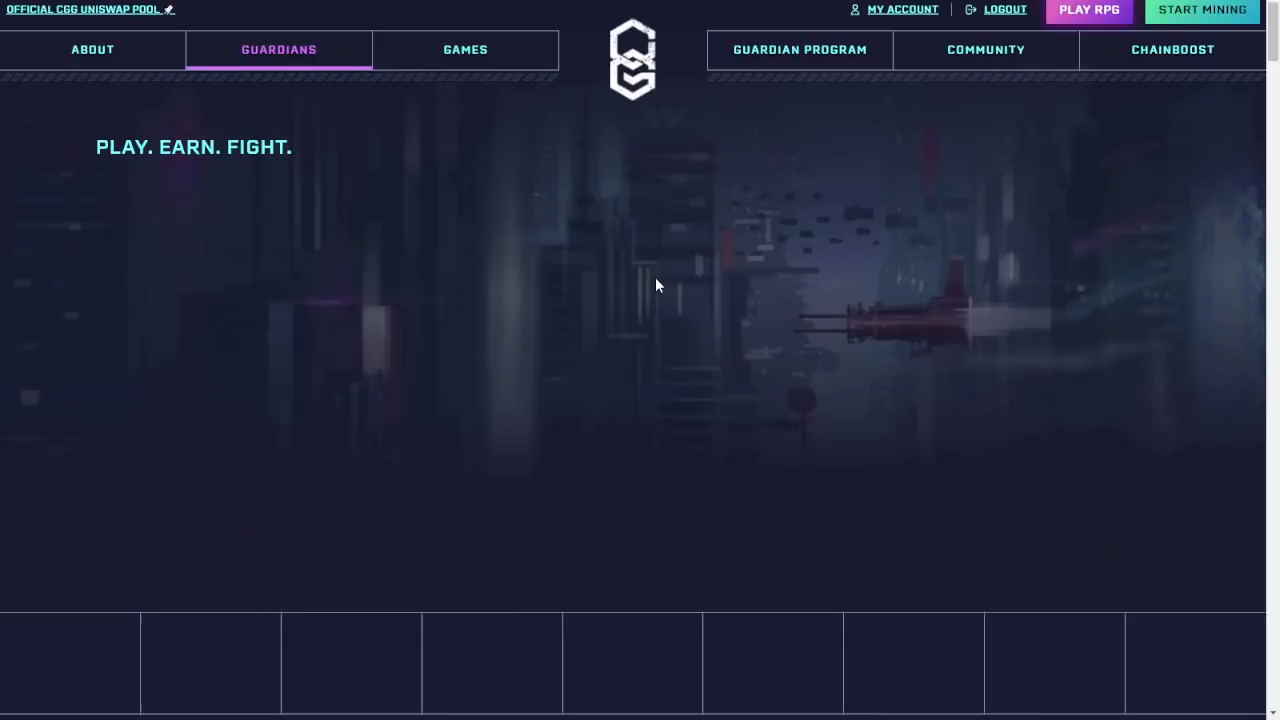 OFFICIAL CGG UNISWAP POOL
MY ACCOUNT
LOGOUT
PLAY RPG
START MINING
ABOUT
GUARDIANS
GAMES
GUARDIAN PROGRAM
COMMUNITY
CHAINBOOST
PLAY. EARN. FIGHT.